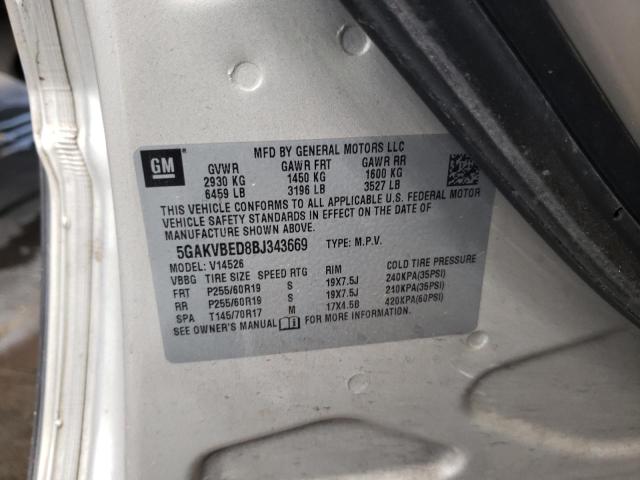 GM
MFD BY GENERAL MOTORS LLC
GVWR GAWR FRT GAWR RR
2930 KG 1450 KG 1600 KG
6459 LB 3196 LB 3527 LB
THIS VEHICLE CONFORMS TO ALL APPLICABLE U.S. FEDERAL MOTOR
VEHICLE SAFETY STANDARDS IN EFFECT ON THE DATE OF
MANUFACTURE SHOWN ABOVE.
5GAKVBED8BJ343669 TYPE: M.P.V.
MODEL: V14526
VBBG TIRE SIZE SPEED RTG RIM COLD TIRE PRESSURE
FRT P255/60R19 S 19X7.5J 240KPA(35PSI)
RR P255/60R19 S 19X7.5J 240KPA(35PSI)
SPA T145/70R17 M 17X4.5B 420KPA(60PSI)
SEE OWNER'S MANUAL FOR MORE INFORMATION.